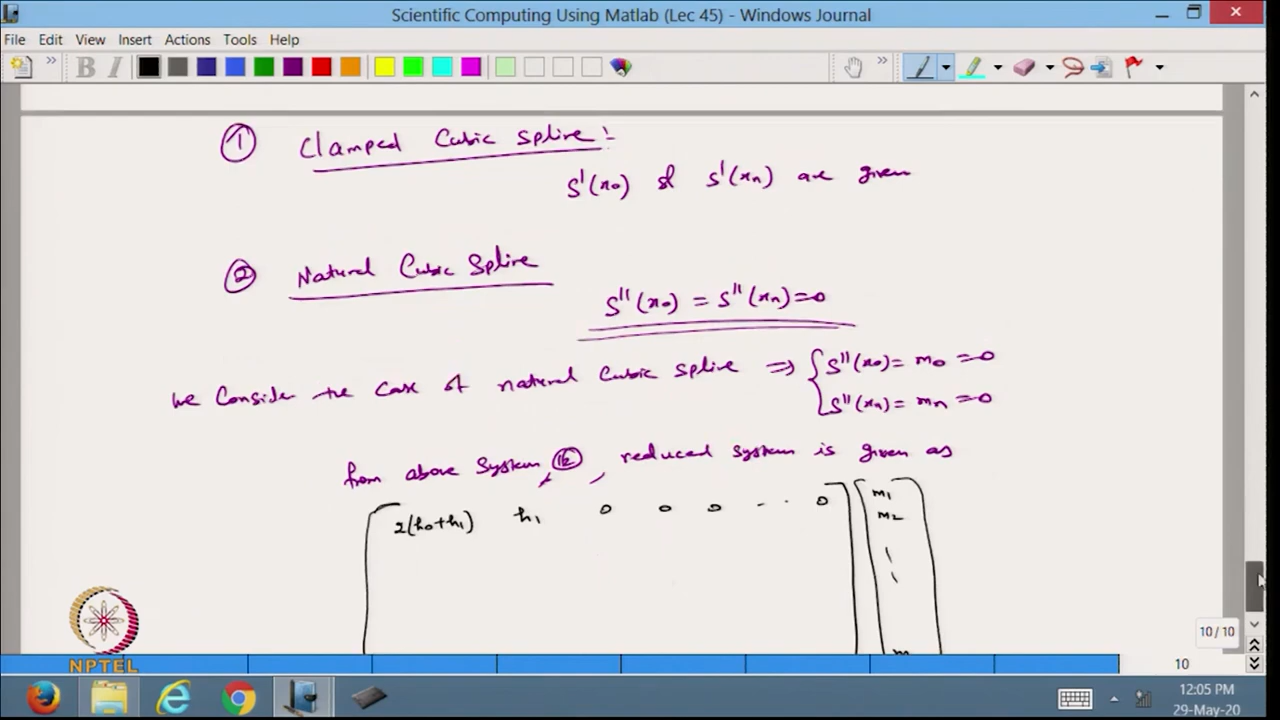 Scientific Computing Using Matlab (Lec 45) - Windows Journal
File Edit View Insert Actions Tools Help
① Clamped Cubic Spline :-
S'(x0) & S'(xn) are given
② Natural Cubic Spline
S''(x0) = S''(xn) = 0
We Consider the case of natural cubic spline ⇒ { S''(x0) = m0 = 0
S''(xn) = mn = 0
from above system, reduced system is given as
2(h0+h1) h1 0 0 0 - - 0 m1
m2
m
10 / 10
NPTEL
10
12:05 PM
29-May-20